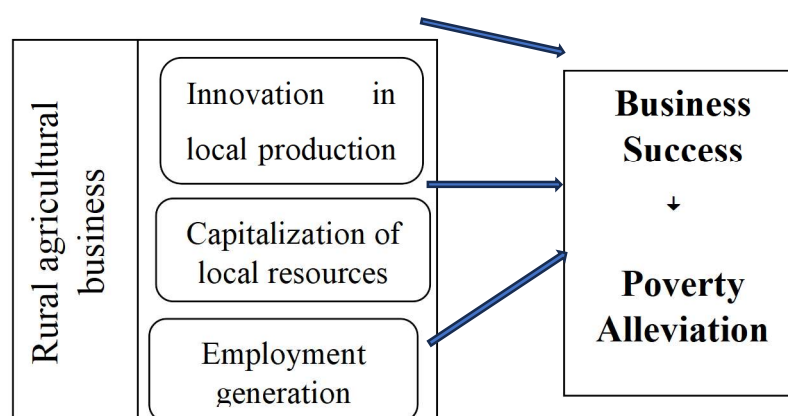 Rural agricultural
business
Innovation in
local production
Capitalization of
local resources
Employment
generation
Business
Success
Poverty
Alleviation